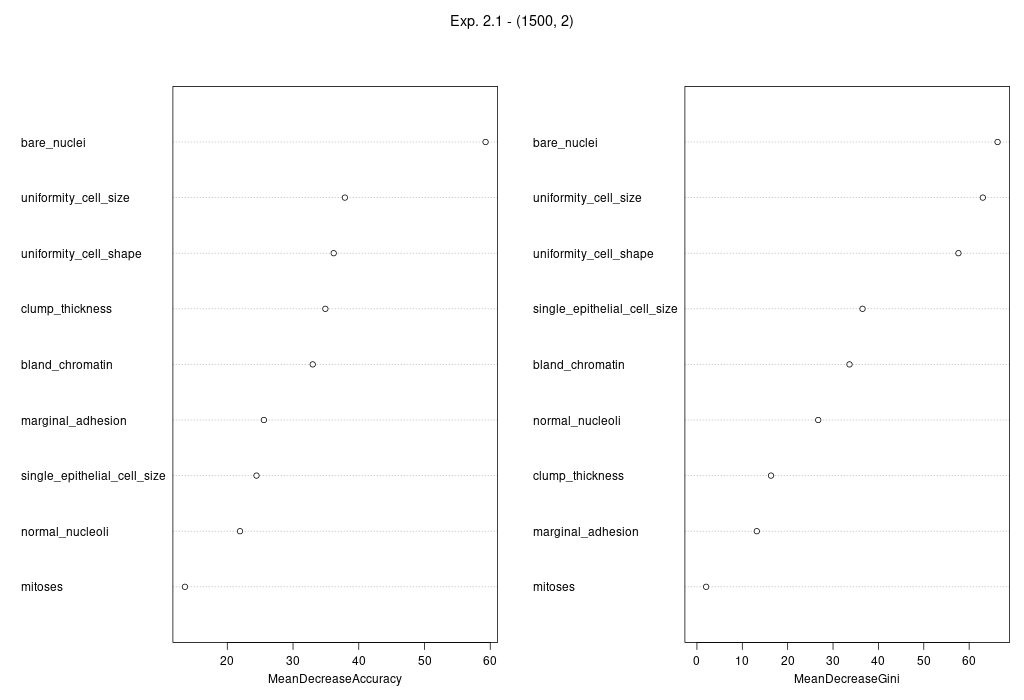 Exp. 2.1 - (1500, 2)
bare_nuclei
uniformity_cell_size
uniformity_cell_shape
clump_thickness
bland_chromatin
marginal_adhesion
single_epithelial_cell_size
normal_nucleoli
mitoses
20 30 40 50 60
MeanDecreaseAccuracy
bare_nuclei
uniformity_cell_size
uniformity_cell_shape
single_epithelial_cell_size
bland_chromatin
normal_nucleoli
clump_thickness
marginal_adhesion
mitoses
0 10 20 30 40 50 60
MeanDecreaseGini